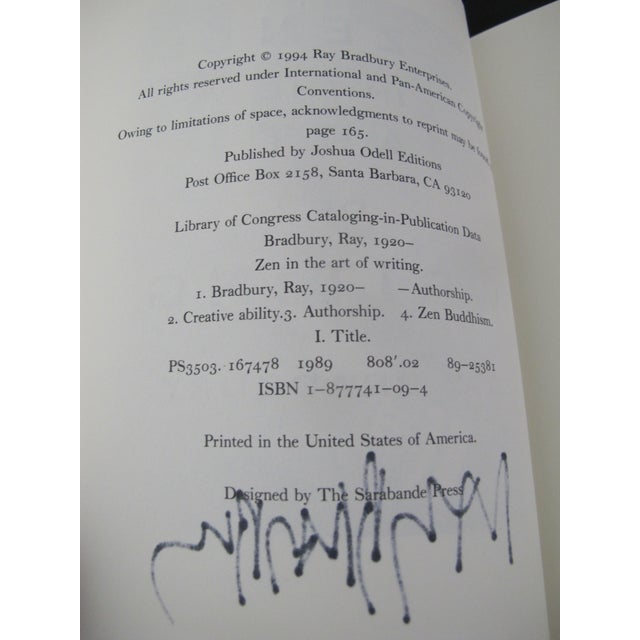 Copyright © 1994 Ray Bradbury Enterprises.
All rights reserved under International and Pan-American Copyright
Conventions.
Owing to limitations of space, acknowledgments to reprint may be found
page 165.
Published by Joshua Odell Editions
Post Office Box 2158, Santa Barbara, CA 93120
Library of Congress Cataloging-in-Publication Data
Bradbury, Ray, 1920–
Zen in the art of writing.
1. Bradbury, Ray, 1920– —Authorship.
2. Creative ability.3. Authorship. 4. Zen Buddhism.
I. Title.
PS3503. 167478 1989 808'.02 89–25381
ISBN 1–877741–09–4
Printed in the United States of America.
Designed by The Sarabande Press